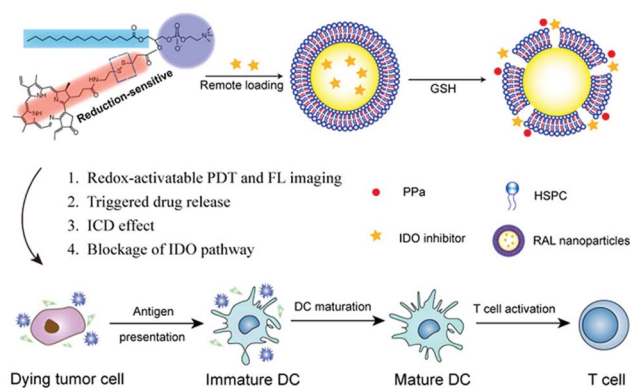 Reduction-sensitive
Remote loading
GSH
1. Redox-activatable PDT and FL imaging
2. Triggered drug release
3. ICD effect
4. Blockage of IDO pathway
PPa
HSPC
IDO inhibitor
RAL nanoparticles
Antigen
presentation
DC maturation
T cell activation
Dying tumor cell
Immature DC
Mature DC
T cell